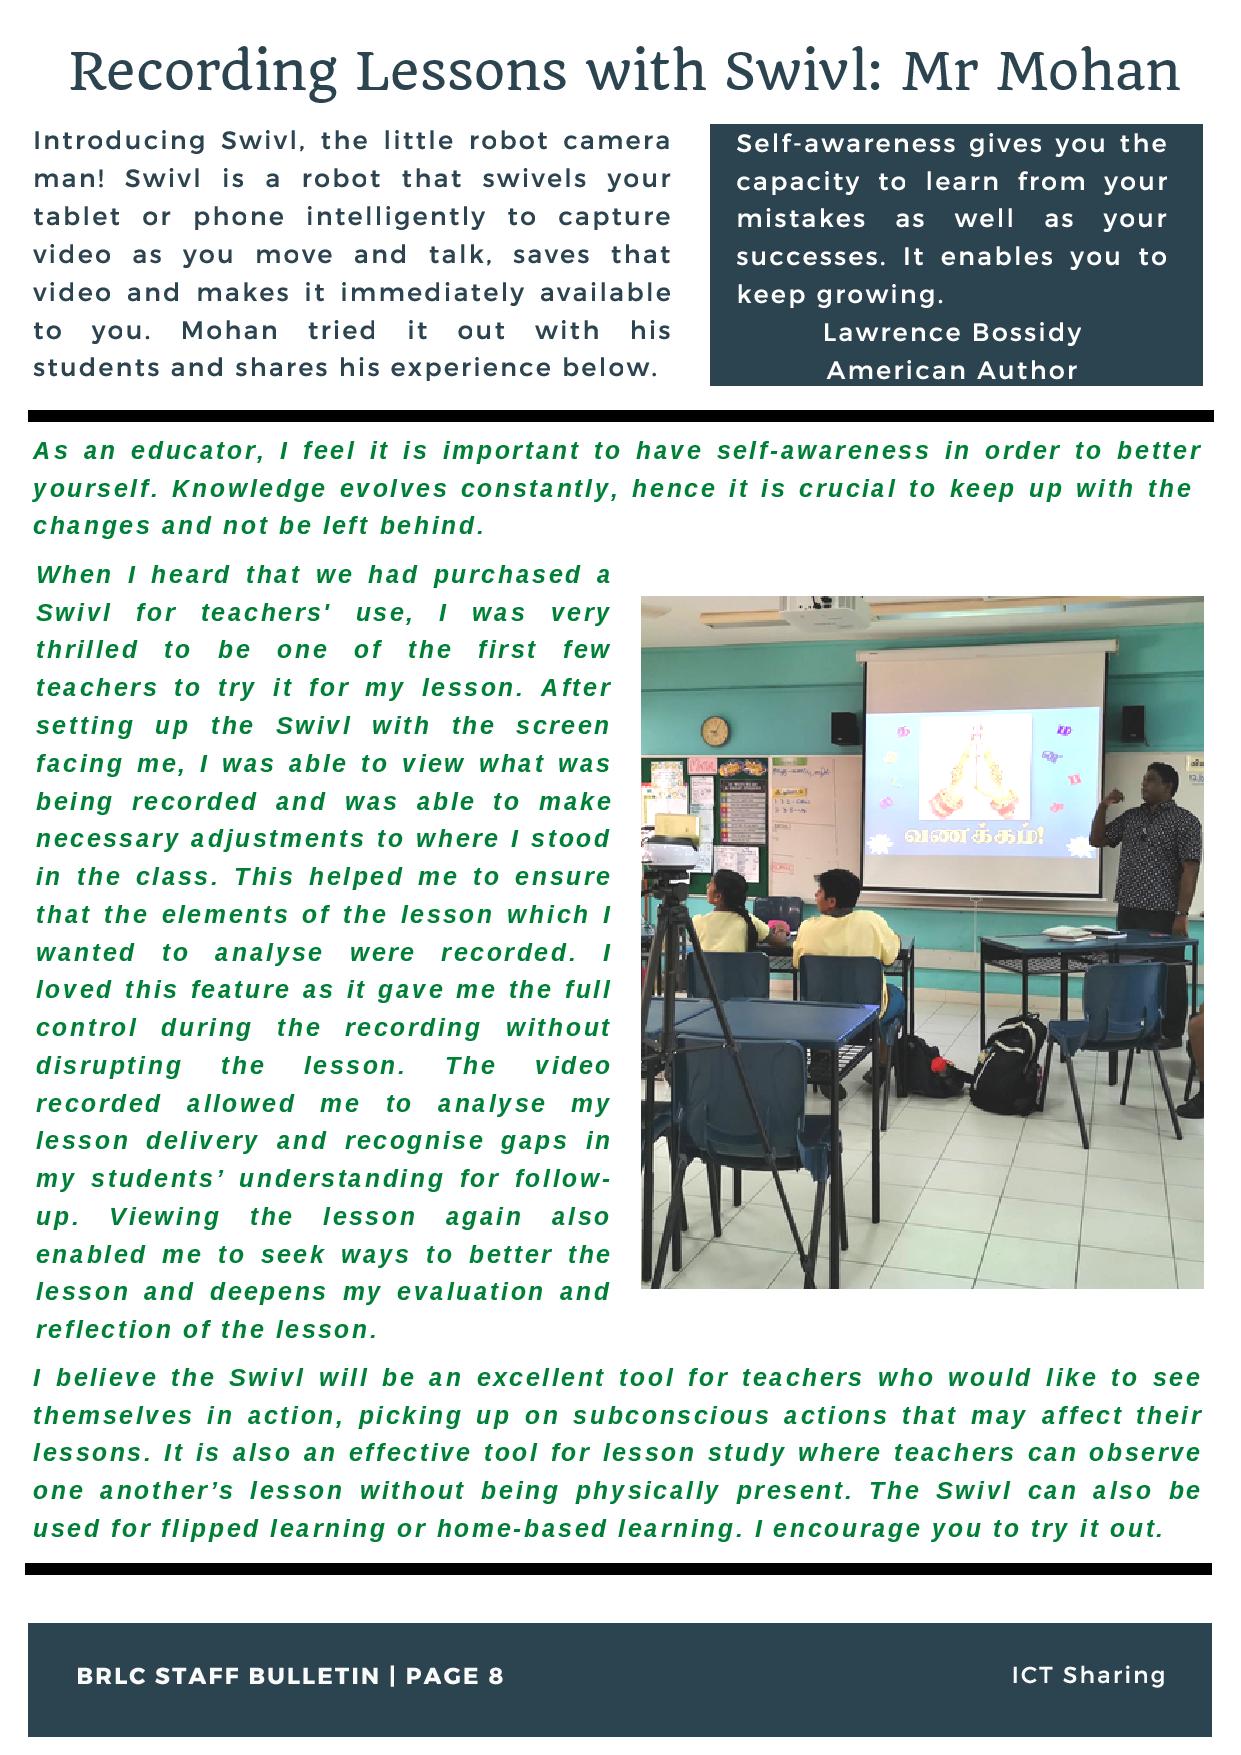 Recording Lessons with Swivl: Mr Mohan
Introducing Swivl, the little robot camera
man! Swivl is a robot that swivels your
tablet or phone intelligently to capture
video as you move and talk, saves that
video and makes it immediately available
to you. Mohan tried it out with his
students and shares his experience below.
Self-awareness gives you the
capacity to learn from your
mistakes as well as your
successes. It enables you to
keep growing.
Lawrence Bossidy
American Author
As an educator, I feel it is important to have self-awareness in order to better
yourself. Knowledge evolves constantly, hence it is crucial to keep up with the
changes and not be left behind.
When I heard that we had purchased a
Swivl for teachers' use, I was very
thrilled to be one of the first few
teachers to try it for my lesson. After
setting up the Swivl with the screen
facing me, I was able to view what was
being recorded and was able to make
necessary adjustments to where I stood
in the class. This helped me to ensure
that the elements of the lesson which I
wanted to analyse were recorded. I
loved this feature as it gave me the full
control during the recording without
disrupting the lesson. The video
recorded allowed me to analyse my
lesson delivery and recognise gaps in
my students’ understanding for follow-
up. Viewing the lesson again also
enabled me to seek ways to better the
lesson and deepens my evaluation and
reflection of the lesson.
வணக்கம்!
I believe the Swivl will be an excellent tool for teachers who would like to see
themselves in action, picking up on subconscious actions that may affect their
lessons. It is also an effective tool for lesson study where teachers can observe
one another’s lesson without being physically present. The Swivl can also be
used for flipped learning or home-based learning. I encourage you to try it out.
BRLC STAFF BULLETIN | PAGE 8
ICT Sharing